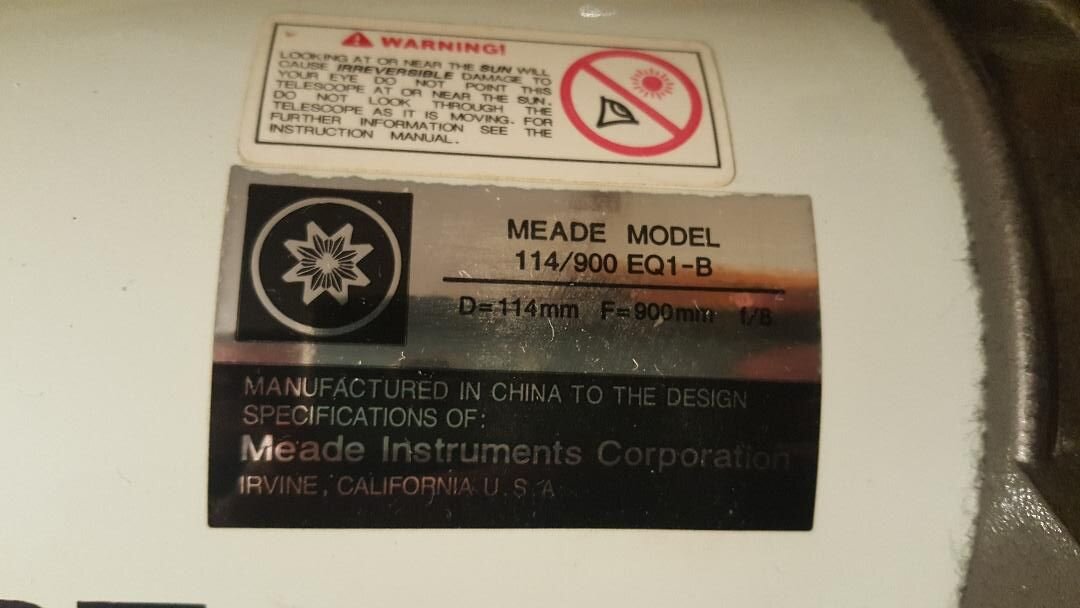 WARNING!
LOOKING AT OR NEAR THE SUN WILL
CAUSE IRREVERSIBLE DAMAGE TO
YOUR EYE DO NOT POINT THIS
TELESCOPE AT OR NEAR THE SUN.
DO NOT LOOK THROUGH THE
TELESCOPE AS IT IS MOVING. FOR
FURTHER INFORMATION SEE THE
INSTRUCTION MANUAL.
MEADE MODEL
114/900 EQ1-B
D=114mm F=900mm f/8
MANUFACTURED IN CHINA TO THE DESIGN
SPECIFICATIONS OF:
Meade Instruments Corporation
IRVINE, CALIFORNIA U.S.A